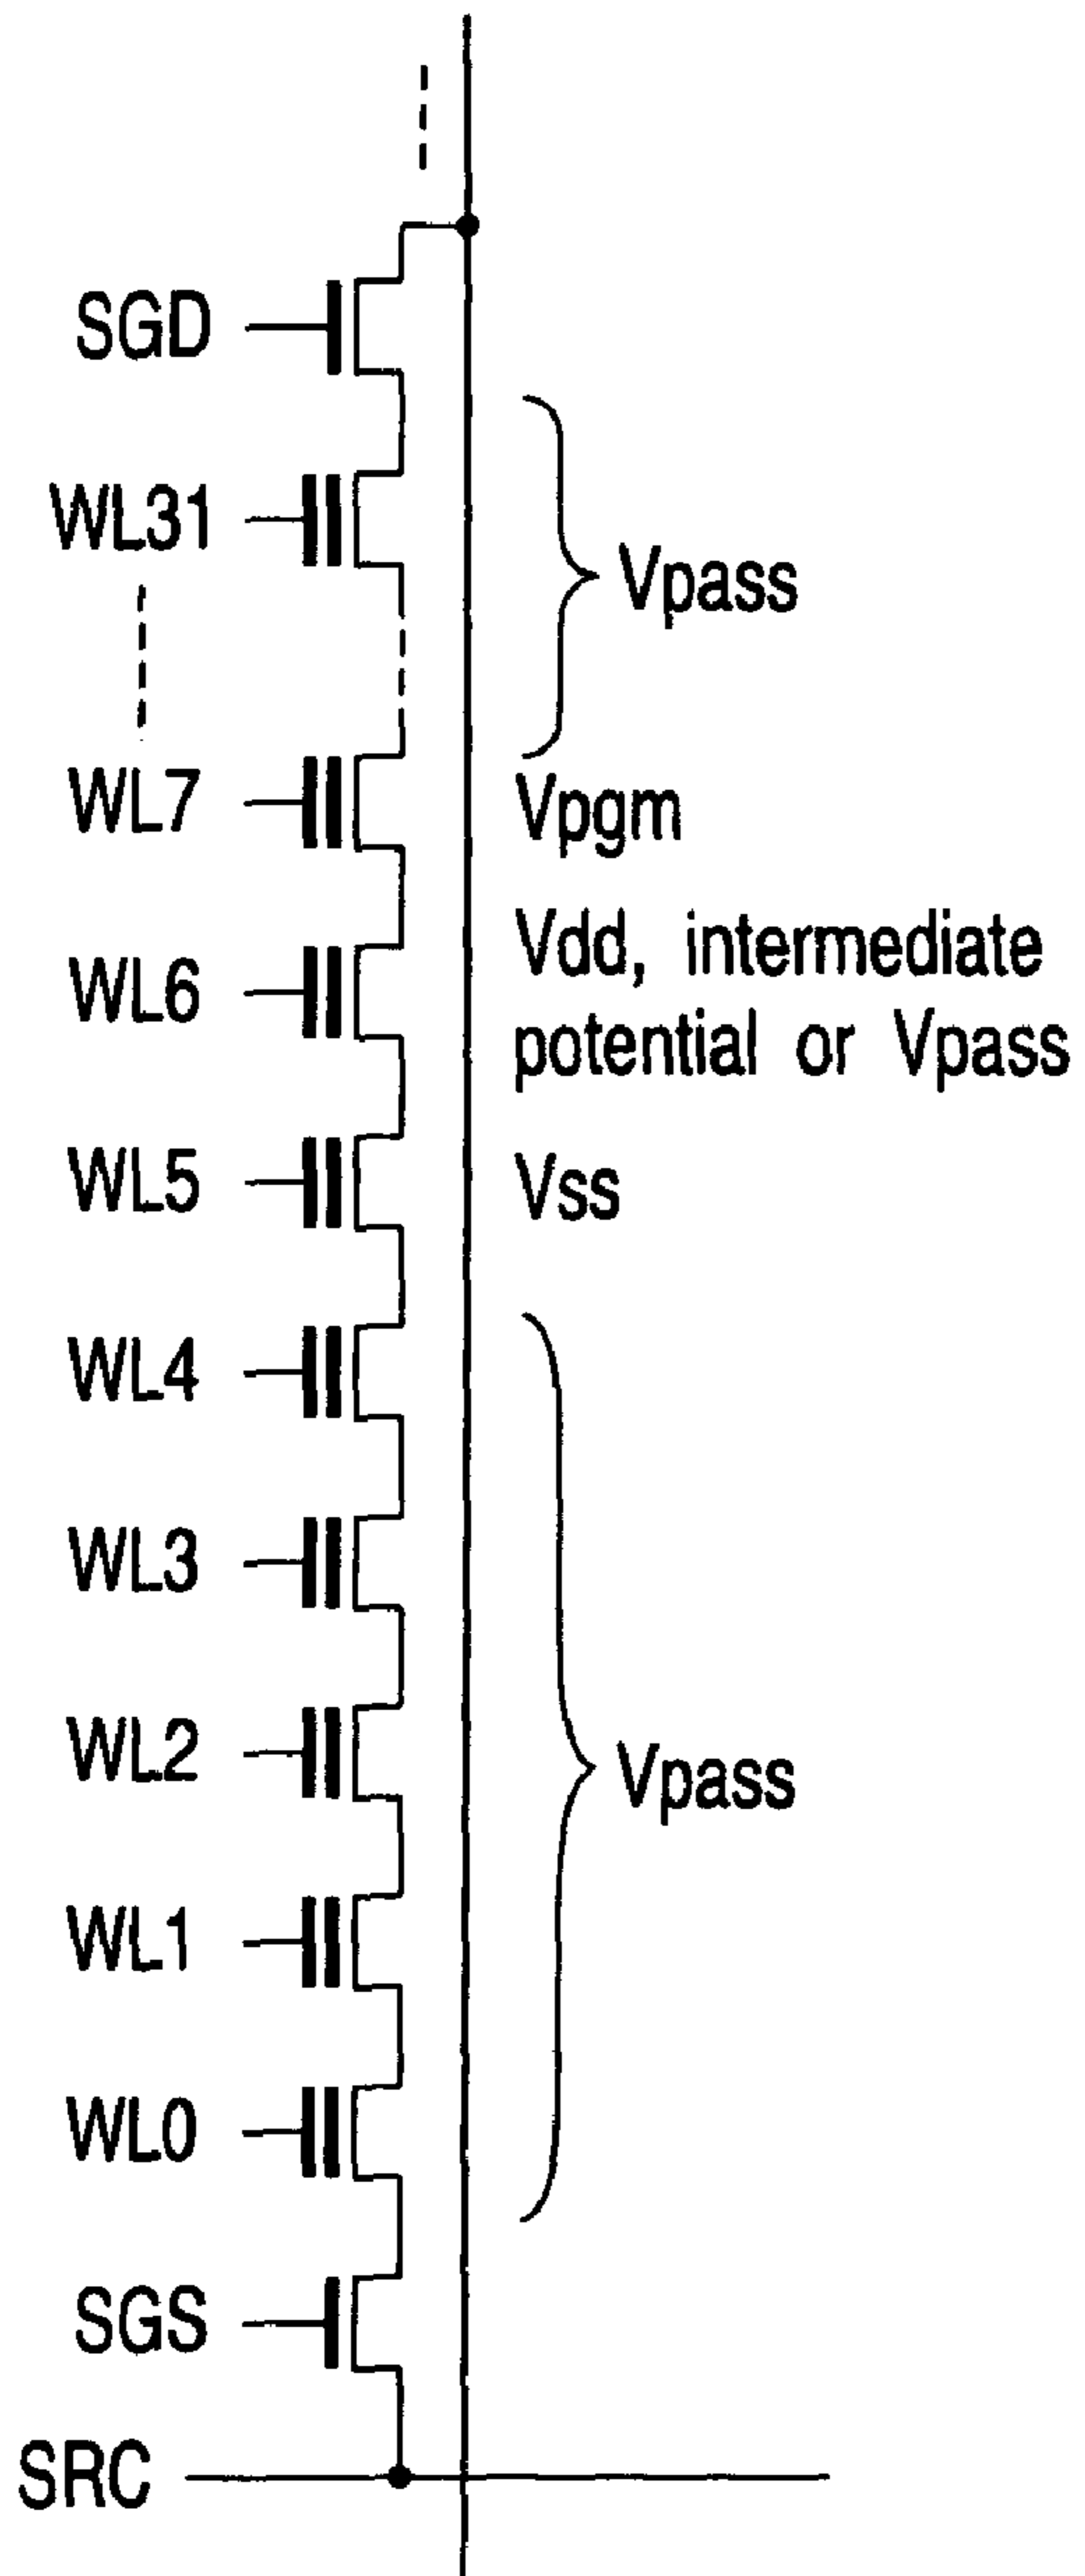 SGD
WL31
Vpass
WL7
Vpgm
WL6
Vdd, intermediate
potential or Vpass
WL5
Vss
WL4
WL3
WL2
Vpass
WL1
WL0
SGS
SRC